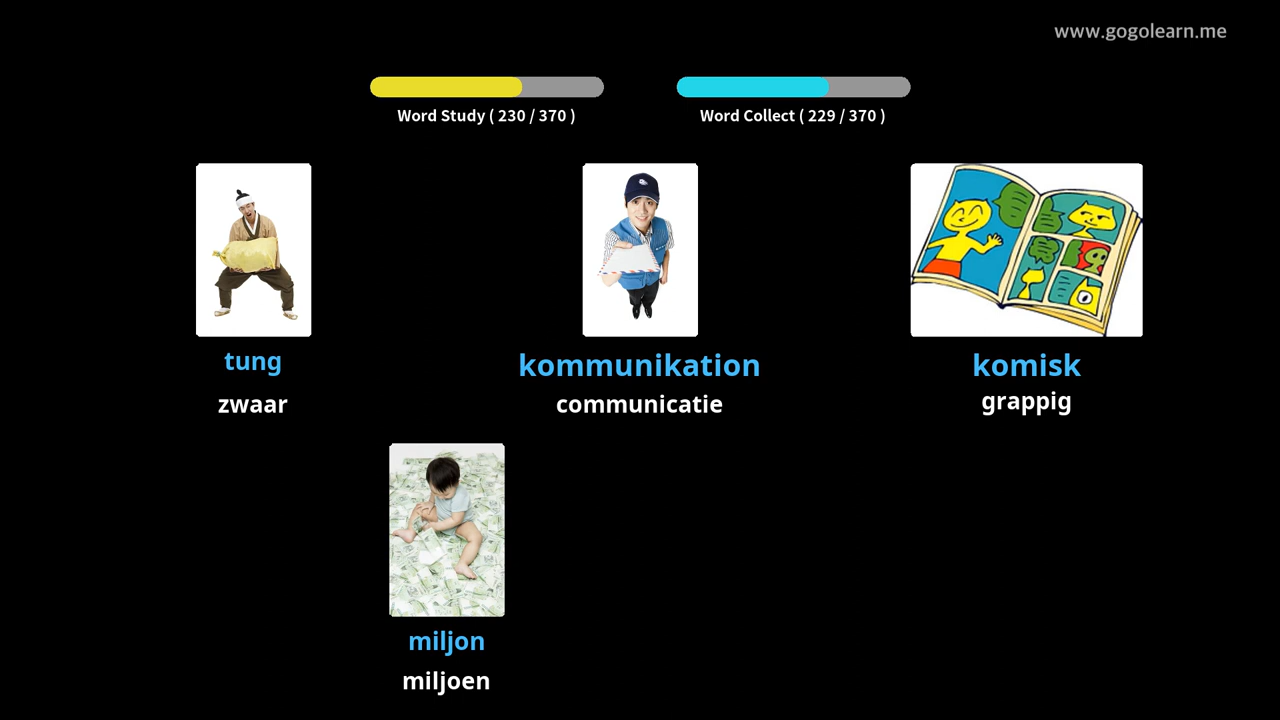 www.gogolearn.me
Word Study ( 230 / 370 )
Word Collect ( 229 / 370 )
tung
zwaar
kommunikation
communicatie
komisk
grappig
miljon
miljoen